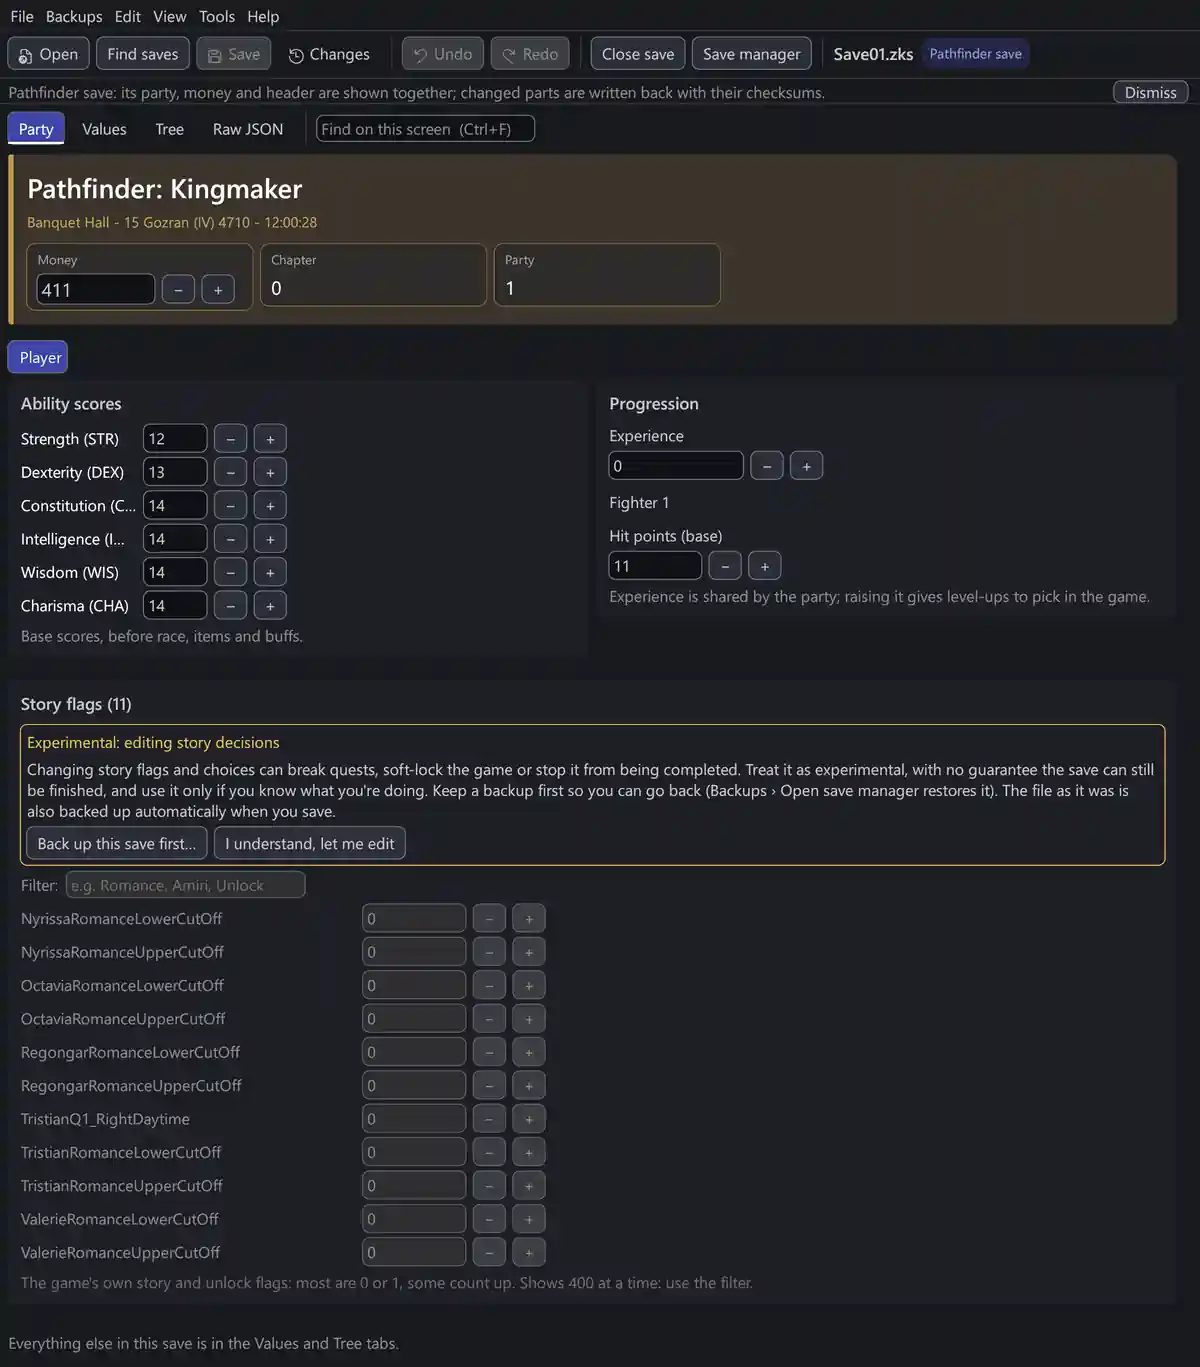 File Backups Edit View Tools Help
Open Find saves Save Changes Undo Redo Close save Save manager Save01.zks Pathfinder save
Pathfinder save: its party, money and header are shown together; changed parts are written back with their checksums. Dismiss
Party Values Tree Raw JSON Find on this screen (Ctrl+F)
Pathfinder: Kingmaker
Banquet Hall - 15 Gozran (IV) 4710 - 12:00:28
Money Chapter Party
411 − + 0 1
Player
Ability scores
Strength (STR) 12 − +
Dexterity (DEX) 13 − +
Constitution (C... 14 − +
Intelligence (I... 14 − +
Wisdom (WIS) 14 − +
Charisma (CHA) 14 − +
Base scores, before race, items and buffs.
Progression
Experience
0 − +
Fighter 1
Hit points (base)
11 − +
Experience is shared by the party; raising it gives level-ups to pick in the game.
Story flags (11)
Experimental: editing story decisions
Changing story flags and choices can break quests, soft-lock the game or stop it from being completed. Treat it as experimental, with no guarantee the save can still
be finished, and use it only if you know what you're doing. Keep a backup first so you can go back (Backups › Open save manager restores it). The file as it was is
also backed up automatically when you save.
Back up this save first... I understand, let me edit
Filter: e.g. Romance, Amiri, Unlock
NyrissaRomanceLowerCutOff 0 − +
NyrissaRomanceUpperCutOff 0 − +
OctaviaRomanceLowerCutOff 0 − +
OctaviaRomanceUpperCutOff 0 − +
RegongarRomanceLowerCutOff 0 − +
RegongarRomanceUpperCutOff 0 − +
TristianQ1_RightDaytime 0 − +
TristianRomanceLowerCutOff 0 − +
TristianRomanceUpperCutOff 0 − +
ValerieRomanceLowerCutOff 0 − +
ValerieRomanceUpperCutOff 0 − +
The game's own story and unlock flags: most are 0 or 1, some count up. Shows 400 at a time: use the filter.
Everything else in this save is in the Values and Tree tabs.